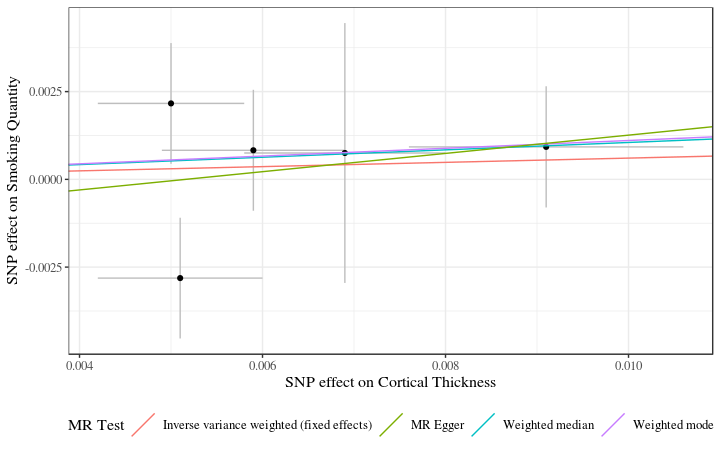 SNP effect on Smoking Quantity
0.0025
0.0000
-0.0025
0.004 0.006 0.008 0.010
SNP effect on Cortical Thickness
MR Test Inverse variance weighted (fixed effects) MR Egger Weighted median Weighted mode